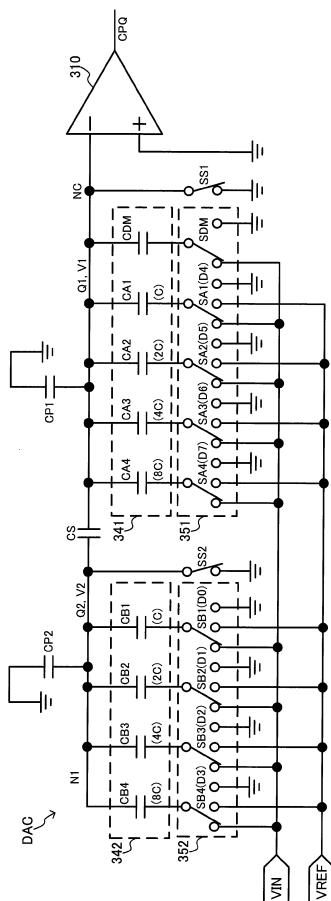 DAC
CP2
CP1
310
CPQ
−
+
N1
Q2, V2
CS
Q1, V1
NC
CB4
CB3
CB2
CB1
CA4
CA3
CA2
CA1
CDM
(8C)
(4C)
(2C)
(C)
(8C)
(4C)
(2C)
(C)
342
341
SS2
SS1
SB4(D3)
SB3(D2)
SB2(D1)
SB1(D0)
SA4(D7)
SA3(D6)
SA2(D5)
SA1(D4)
SDM
352
351
VIN
VREF